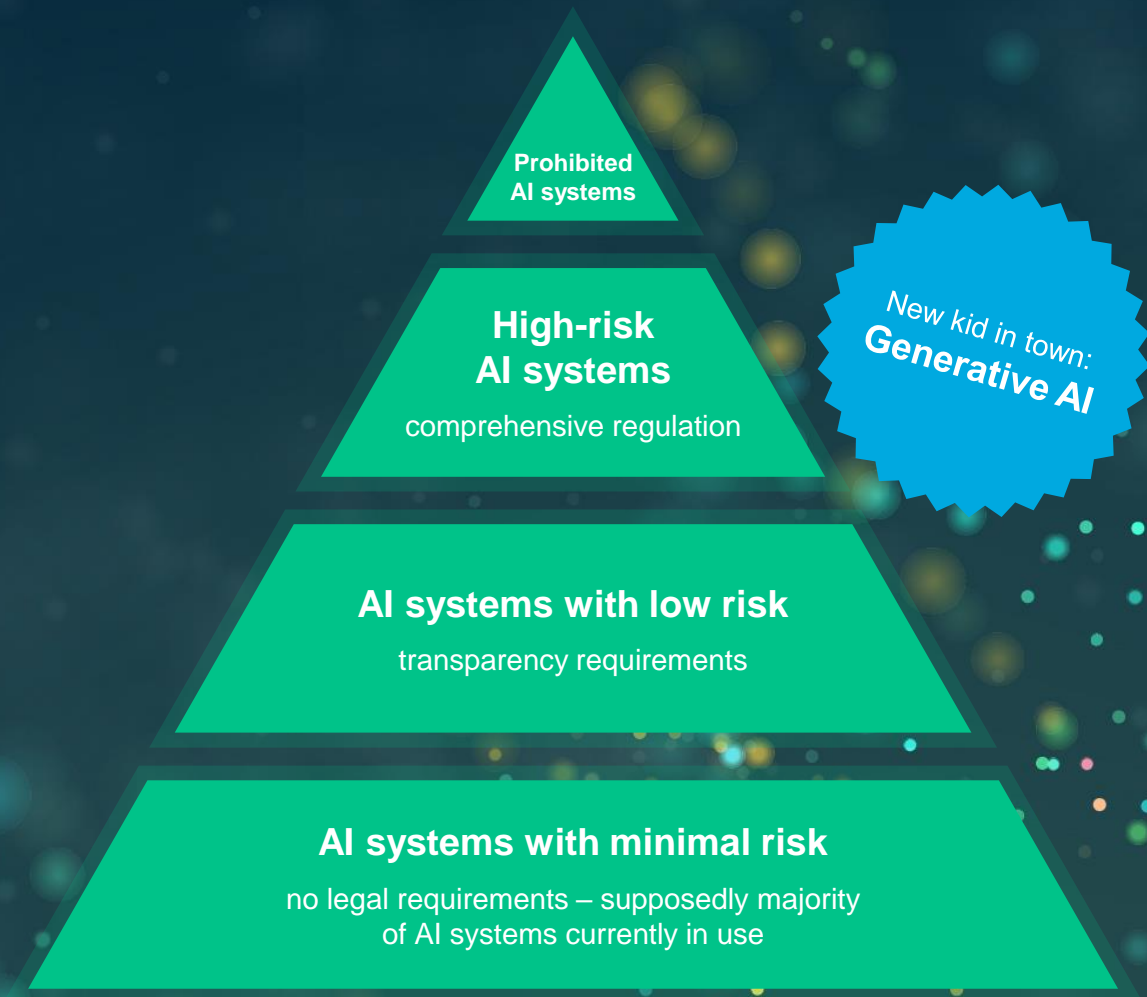 Prohibited
AI systems
High-risk
AI systems
comprehensive regulation
New kid in town:
Generative AI
AI systems with low risk
transparency requirements
AI systems with minimal risk
no legal requirements – supposedly majority
of AI systems currently in use